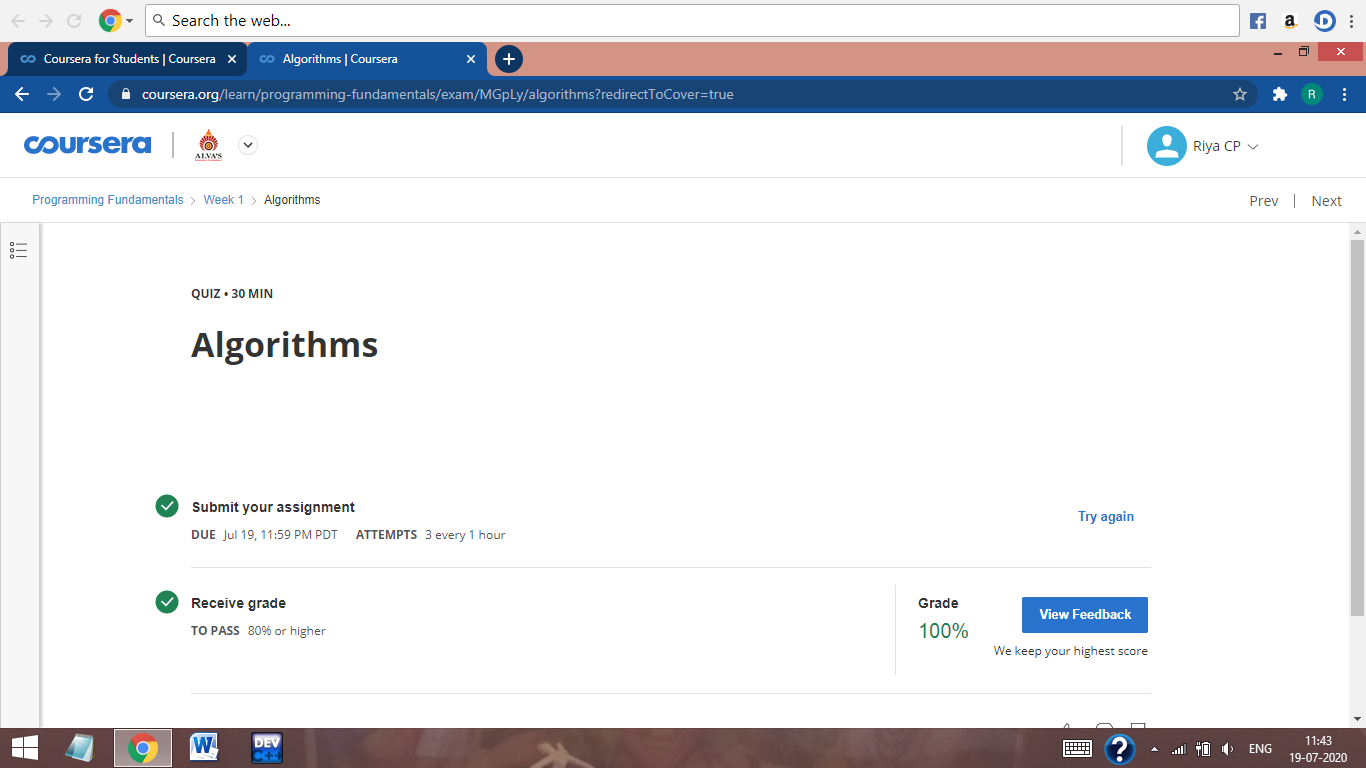 Search the web...
Coursera for Students | Coursera
Algorithms | Coursera
coursera.org/learn/programming-fundamentals/exam/MGpLy/algorithms?redirectToCover=true
R
coursera
ALVA'S
Riya CP
Programming Fundamentals > Week 1 > Algorithms
Prev | Next
QUIZ • 30 MIN
Algorithms
Submit your assignment
Try again
DUE Jul 19, 11:59 PM PDT ATTEMPTS 3 every 1 hour
Receive grade
Grade
View Feedback
TO PASS 80% or higher
100%
We keep your highest score
DEV
C++
ENG
11:43
19-07-2020